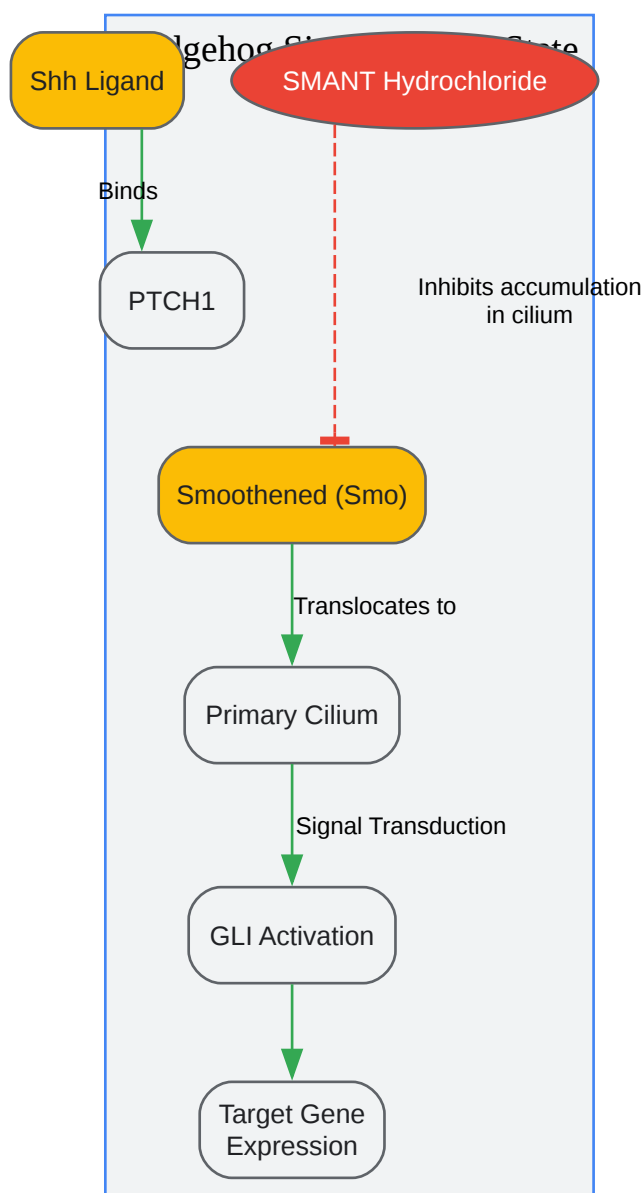 Shh Ligand
SMANT Hydrochloride
Binds
PTCH1
Inhibits accumulation
in cilium
Smoothened (Smo)
Translocates to
Primary Cilium
Signal Transduction
GLI Activation
Target Gene
Expression